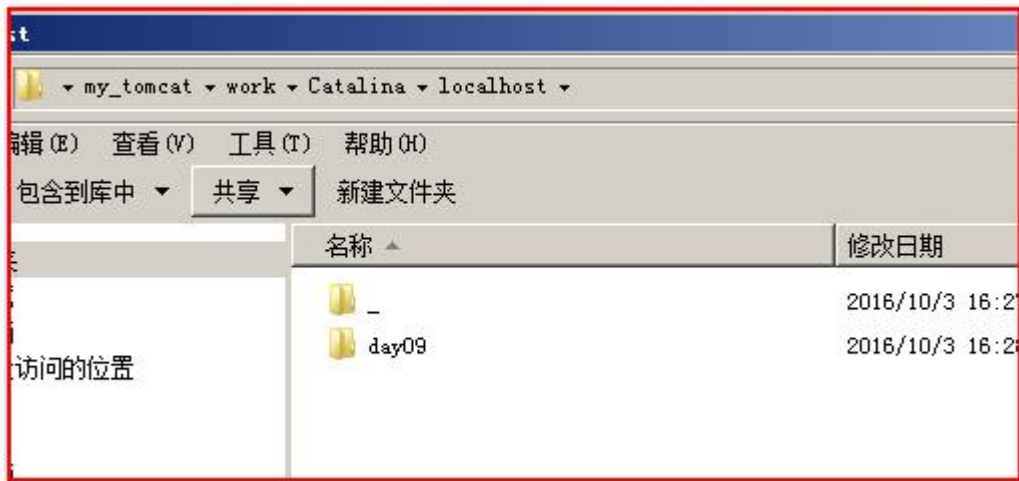 st
my_tomcat work Catalina localhost
编辑(E) 查看(V) 工具(T) 帮助(H)
包含到库中 共享 新建文件夹
名称 修改日期
_ 2016/10/3 16:2
day09 2016/10/3 16:2
访问的位置